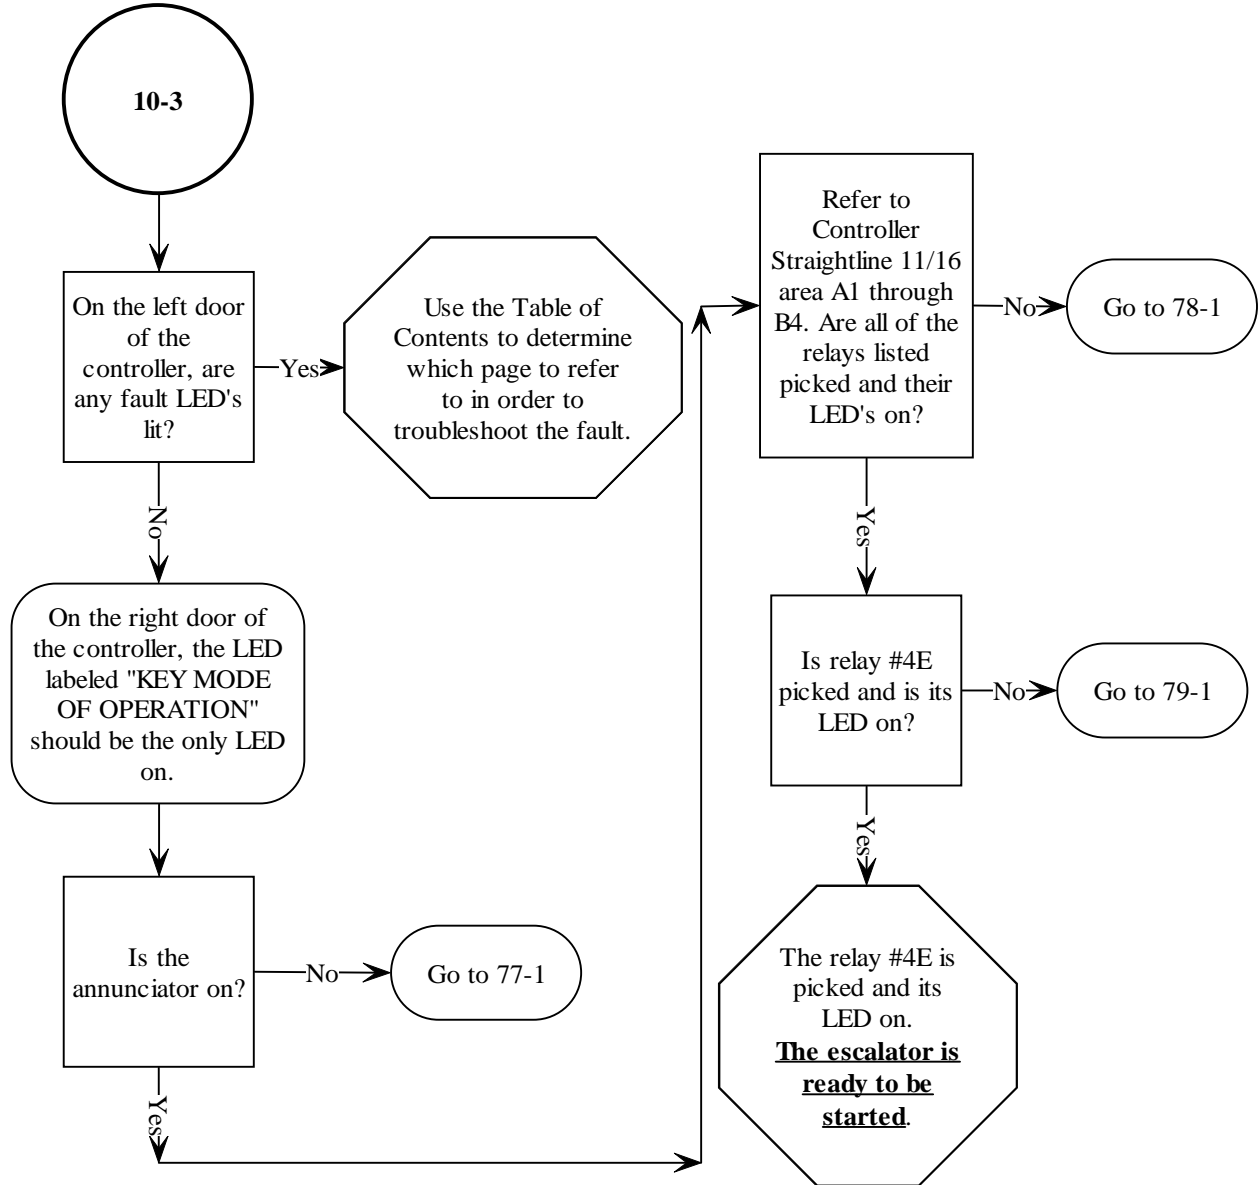 10-3
On the left door
of the
controller, are
any fault LED's
lit?
Yes
Use the Table of
Contents to determine
which page to refer
to in order to
troubleshoot the fault.
No
On the right door of
the controller, the LED
labeled "KEY MODE
OF OPERATION"
should be the only LED
on.
Is the
annunciator on?
No
Go to 77-1
Yes
Refer to
Controller
Straightline 11/16
area A1 through
B4. Are all of the
relays listed
picked and their
LED's on?
No
Go to 78-1
Yes
Is relay #4E
picked and is its
LED on?
No
Go to 79-1
Yes
The relay #4E is
picked and its
LED on.
The escalator is
ready to be
started.